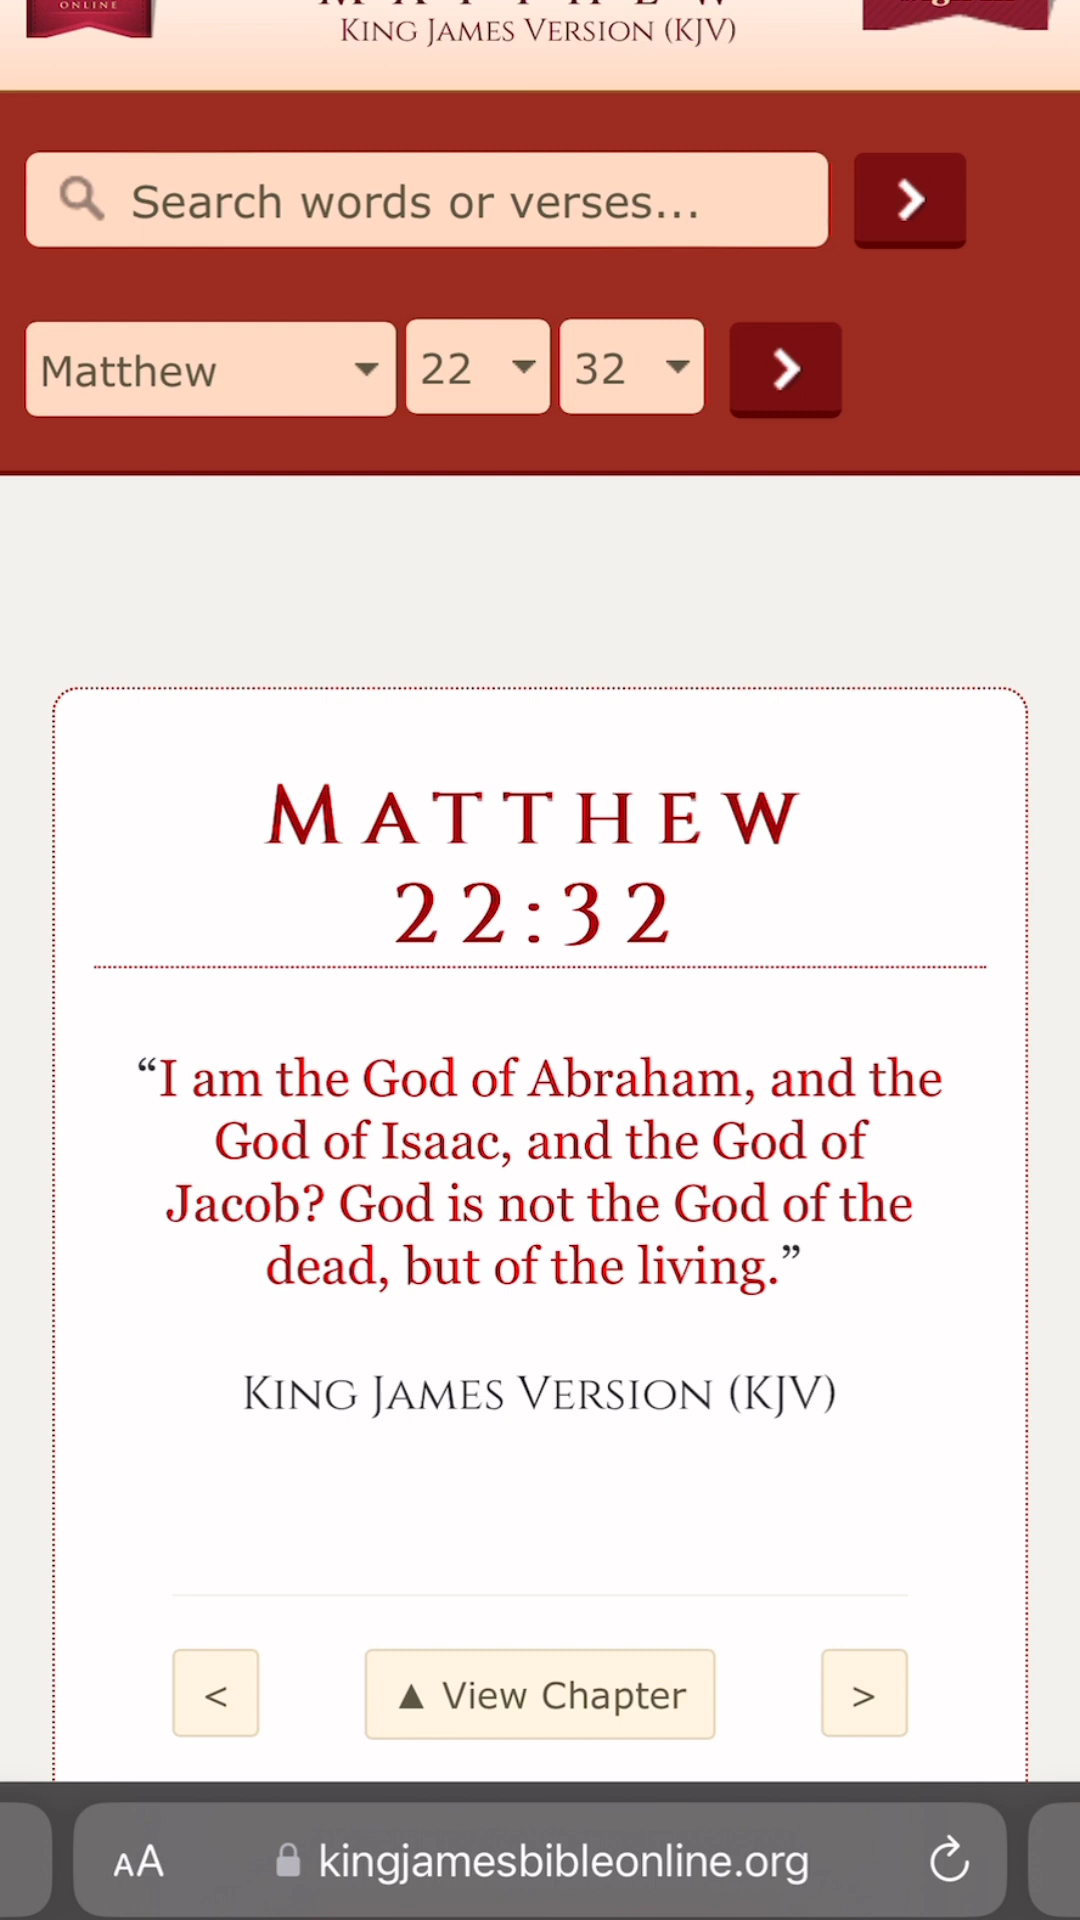 ONLINE
KING JAMES VERSION (KJV)
Search words or verses...
Matthew
22
32
MATTHEW
22:32
“I am the God of Abraham, and the
God of Isaac, and the God of
Jacob? God is not the God of the
dead, but of the living.”
KING JAMES VERSION (KJV)
<
▲ View Chapter
>
AA
kingjamesbibleonline.org